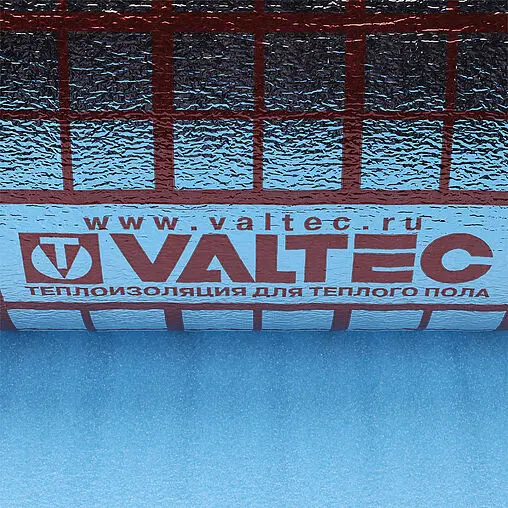 www.valtec.ru
VALTEC
ТЕПЛОИЗОЛЯЦИЯ ДЛЯ ТЕПЛОГО ПОЛА